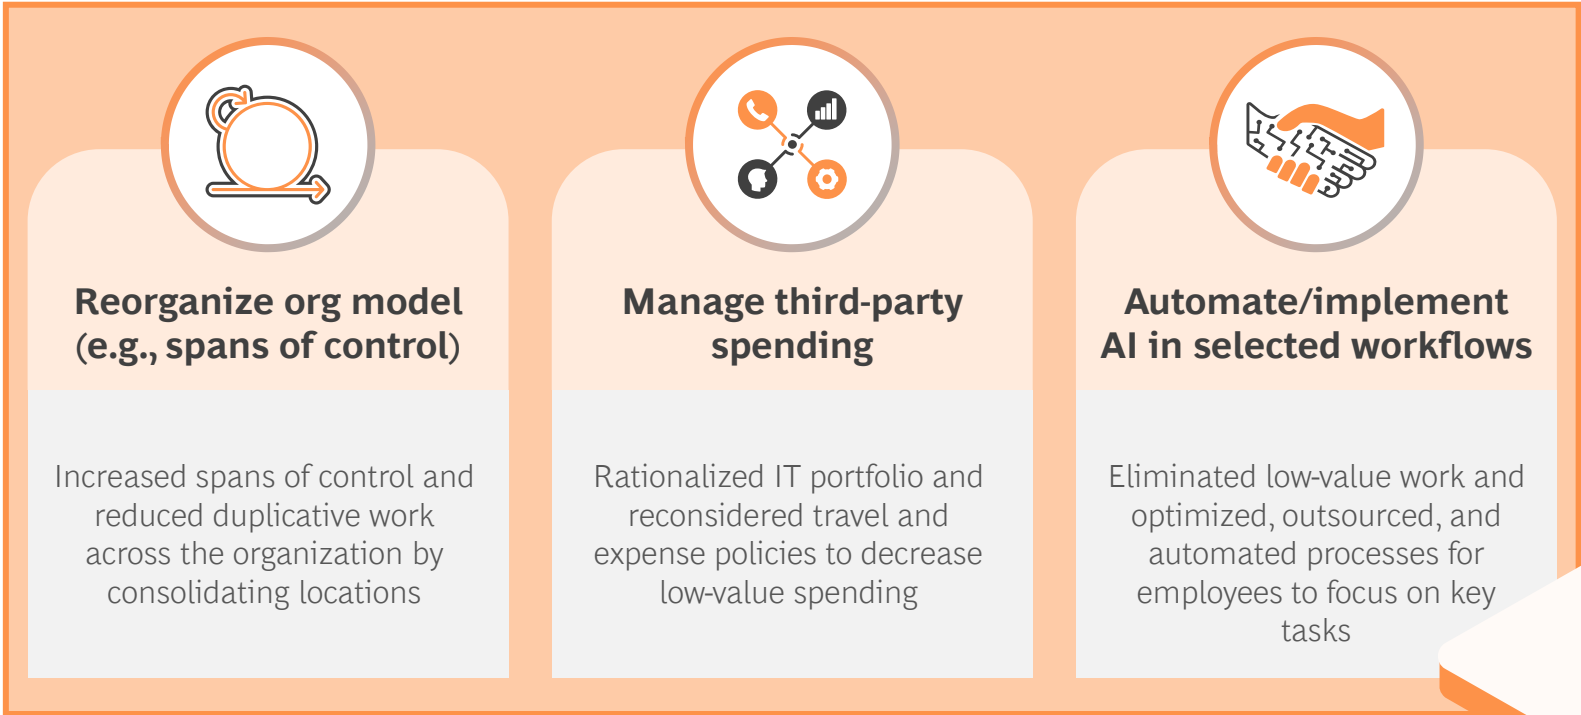 Reorganize org model
(e.g., spans of control)
Increased spans of control and
reduced duplicative work
across the organization by
consolidating locations
Manage third-party
spending
Rationalized IT portfolio and
reconsidered travel and
expense policies to decrease
low-value spending
Automate/implement
AI in selected workflows
Eliminated low-value work and
optimized, outsourced, and
automated processes for
employees to focus on key
tasks